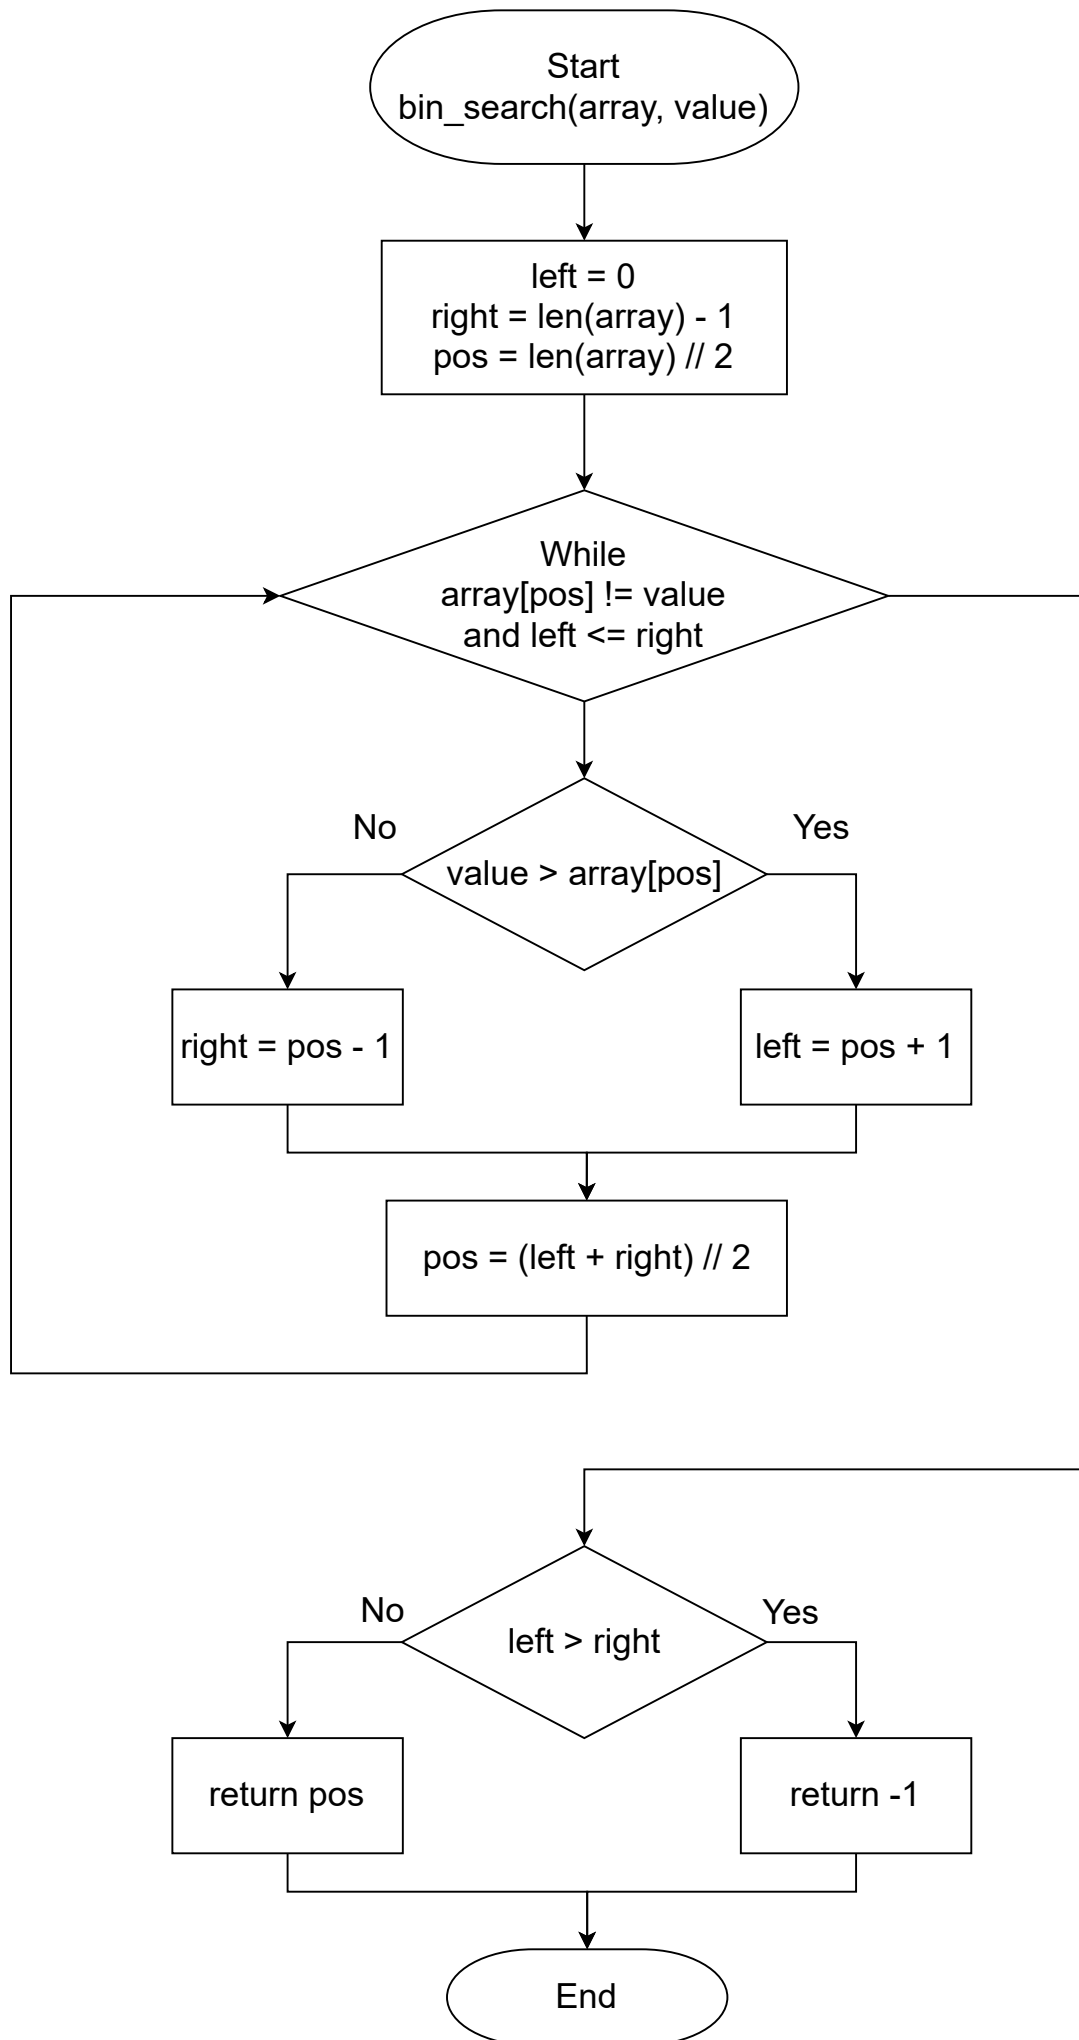 Start
bin_search(array, value)
left = 0
right = len(array) - 1
pos = len(array) // 2
While
array[pos] != value
and left <= right
No
Yes
value > array[pos]
right = pos - 1
left = pos + 1
pos = (left + right) // 2
No
Yes
left > right
return pos
return -1
End